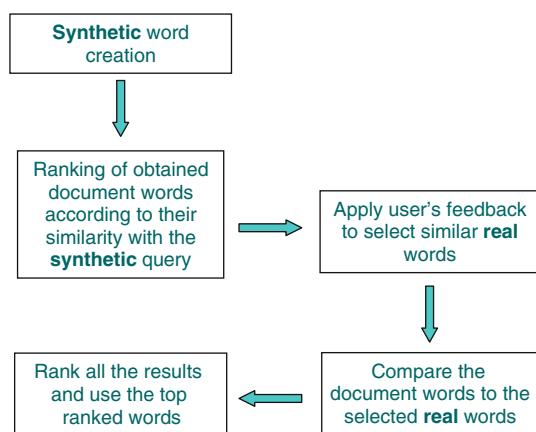 Synthetic word
creation
Ranking of obtained
document words
according to their
similarity with the
synthetic query
Apply user's feedback
to select similar real
words
Compare the
document words to the
selected real words
Rank all the results
and use the top
ranked words